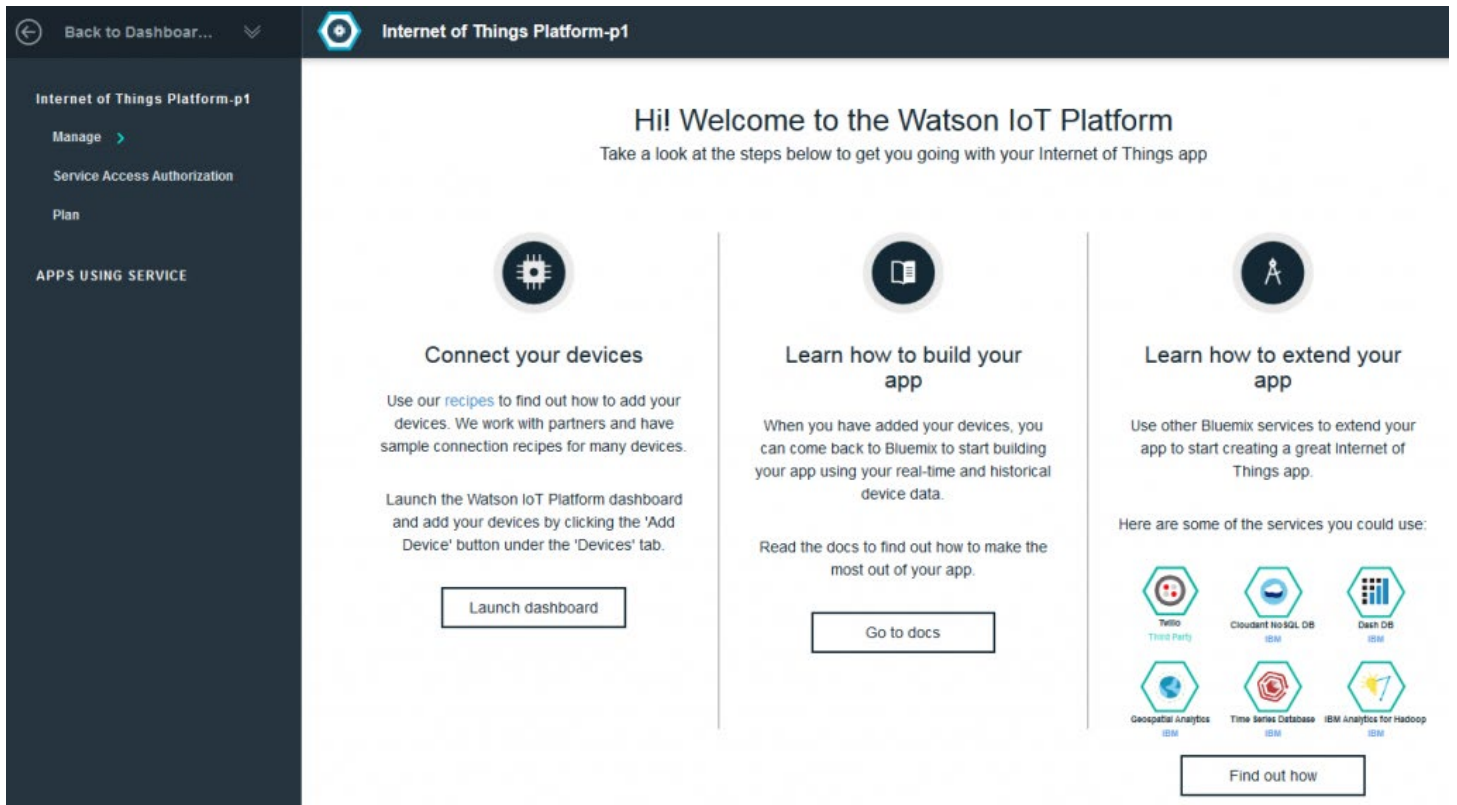 Back to Dashboar...
Internet of Things Platform-p1
Internet of Things Platform-p1
Manage
Service Access Authorization
Plan
APPS USING SERVICE
Hi! Welcome to the Watson IoT Platform
Take a look at the steps below to get you going with your Internet of Things app
Connect your devices
Use our recipes to find out how to add your
devices. We work with partners and have
sample connection recipes for many devices.
Launch the Watson IoT Platform dashboard
and add your devices by clicking the 'Add
Device' button under the 'Devices' tab.
Launch dashboard
Learn how to build your
app
When you have added your devices, you
can come back to Bluemix to start building
your app using your real-time and historical
device data.
Read the docs to find out how to make the
most out of your app.
Go to docs
Learn how to extend your
app
Use other Bluemix services to extend your
app to start creating a great Internet of
Things app.
Here are some of the services you could use:
Twilio
Third Party
Cloudant NoSQL DB
IBM
Dash DB
IBM
Geospatial Analytics
IBM
Time Series Database
IBM
IBM Analytics for Hadoop
IBM
Find out how